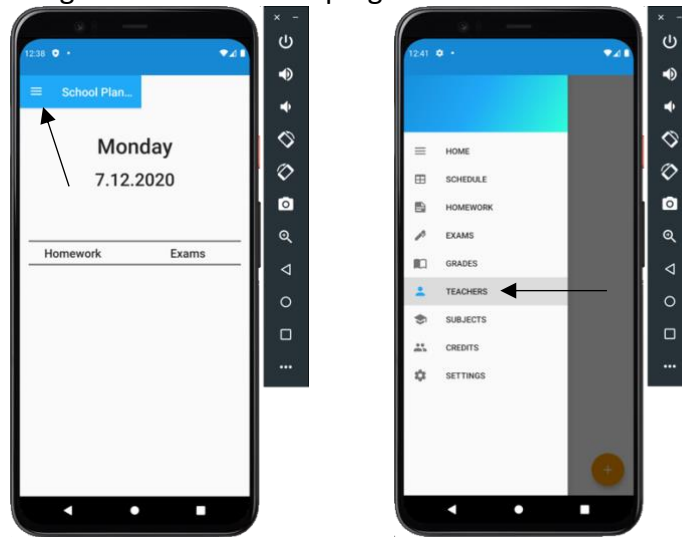 12:38
School Plan...
Monday
7.12.2020
Homework Exams
12:41
HOME
SCHEDULE
HOMEWORK
EXAMS
GRADES
TEACHERS
SUBJECTS
CREDITS
SETTINGS